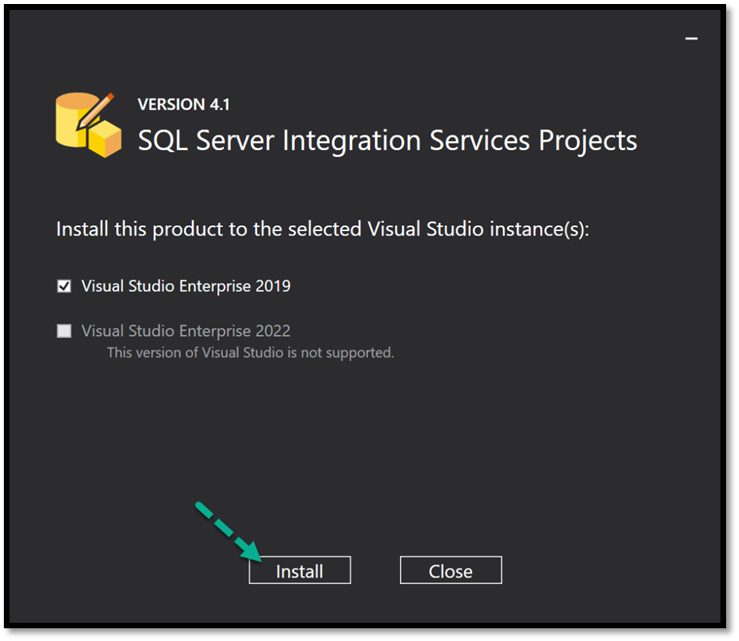 VERSION 4.1
SQL Server Integration Services Projects
Install this product to the selected Visual Studio instance(s):
Visual Studio Enterprise 2019
Visual Studio Enterprise 2022
This version of Visual Studio is not supported.
Install
Close